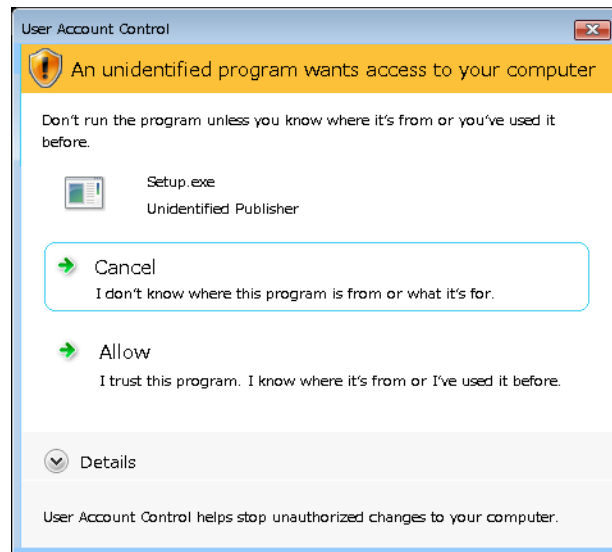 User Account Control
An unidentified program wants access to your computer
Don't run the program unless you know where it's from or you've used it
before.
Setup.exe
Unidentified Publisher
Cancel
I don't know where this program is from or what it's for.
Allow
I trust this program. I know where it's from or I've used it before.
Details
User Account Control helps stop unauthorized changes to your computer.